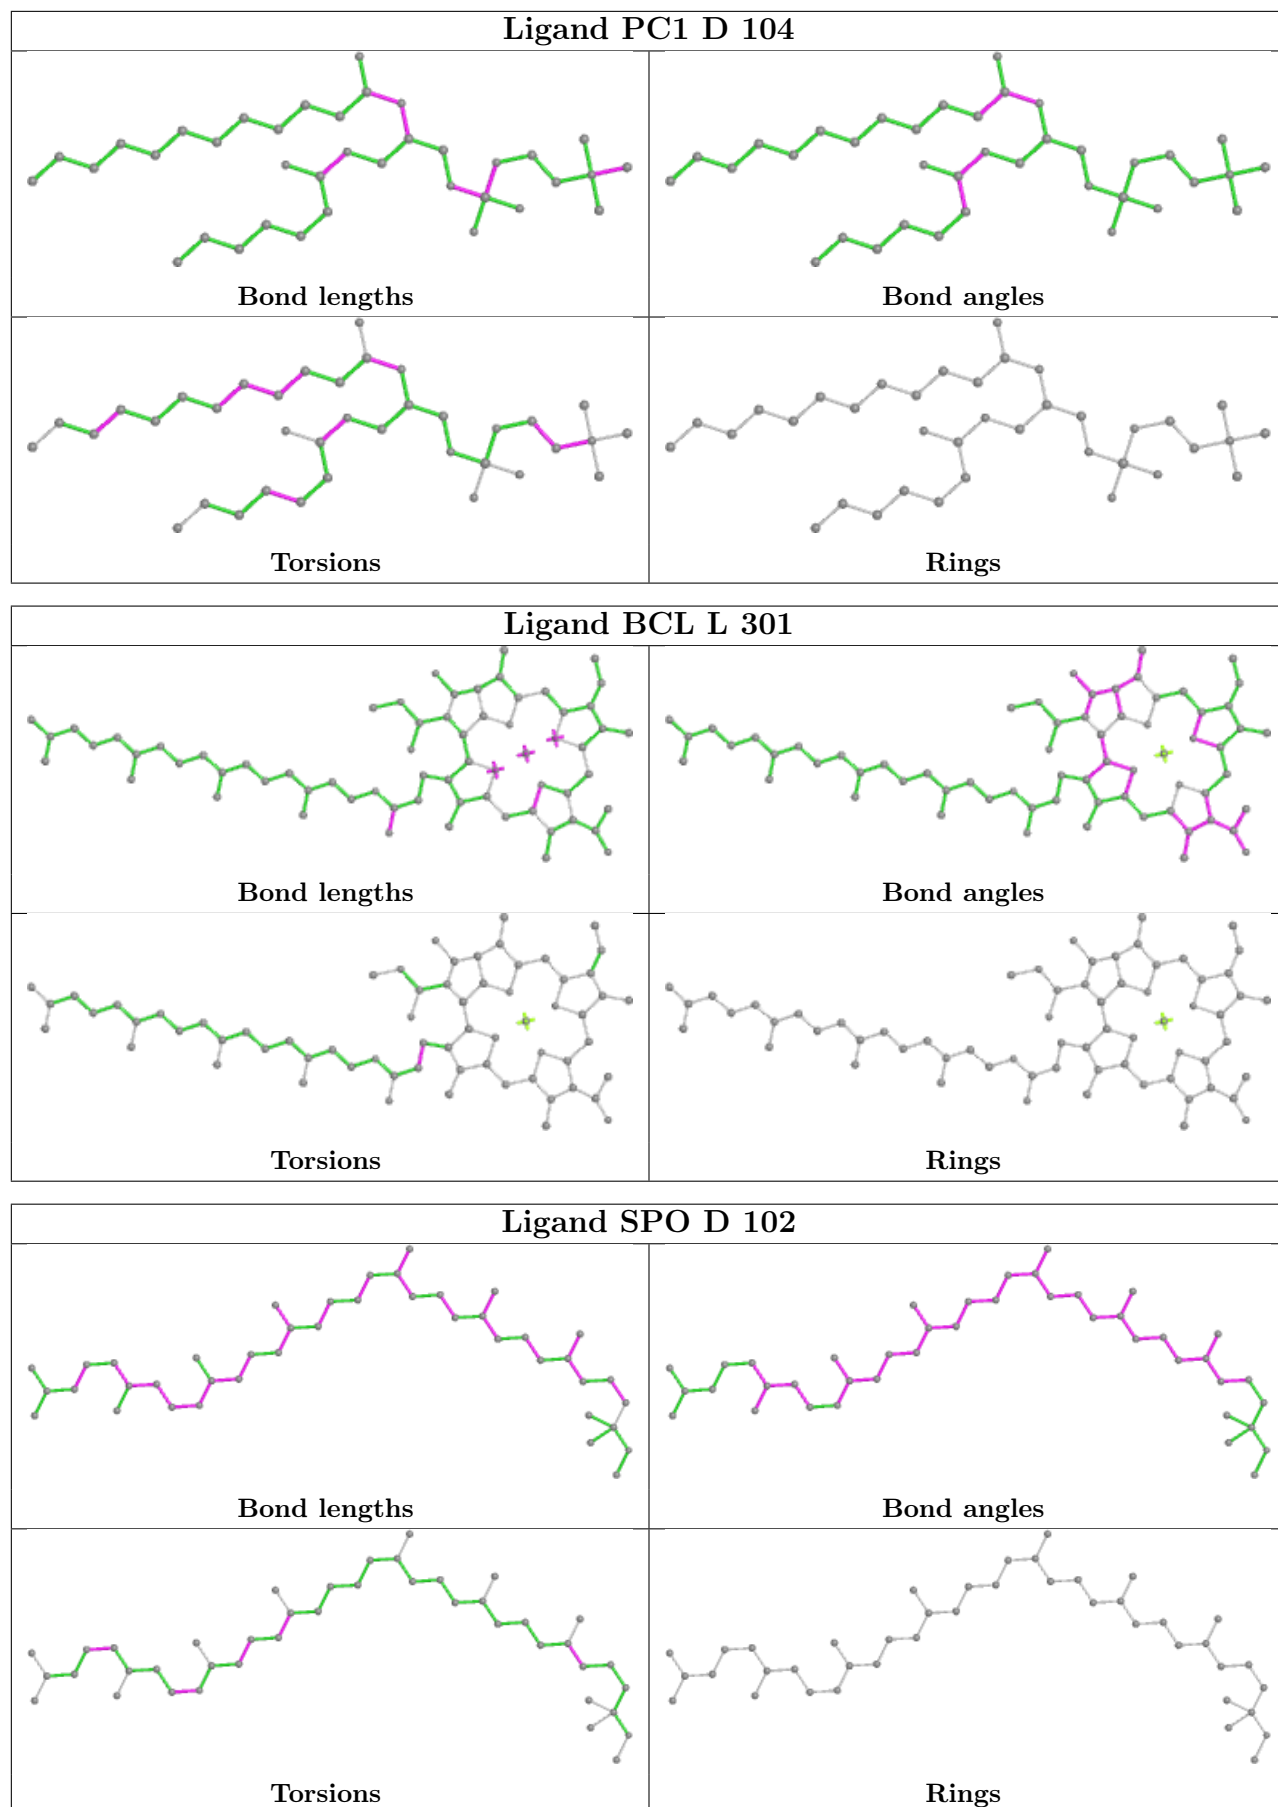 Ligand PC1 D 104
Bond lengths
Bond angles
Torsions
Rings
Ligand BCL L 301
Bond lengths
Bond angles
Torsions
Rings
Ligand SPO D 102
Bond lengths
Bond angles
Torsions
Rings